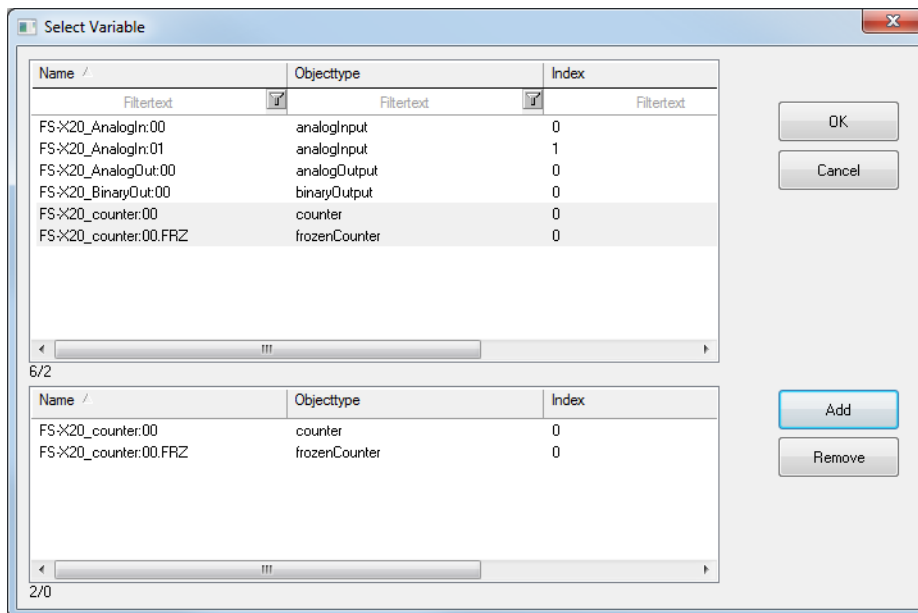 Select Variable
Name Objecttype Index
Filtertext Filtertext Filtertext
FS-X20_AnalogIn:00 analogInput 0
FS-X20_AnalogIn:01 analogInput 1
FS-X20_AnalogOut:00 analogOutput 0
FS-X20_BinaryOut:00 binaryOutput 0
FS-X20_counter:00 counter 0
FS-X20_counter:00.FRZ frozenCounter 0
6/2
OK
Cancel
Name Objecttype Index
FS-X20_counter:00 counter 0
FS-X20_counter:00.FRZ frozenCounter 0
2/0
Add
Remove